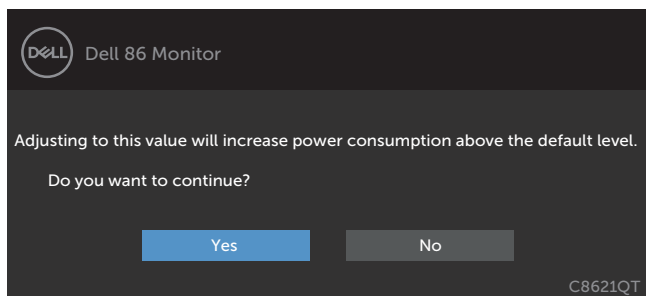 DELL Dell 86 Monitor
Adjusting to this value will increase power consumption above the default level.
Do you want to continue?
Yes No
C8621QT